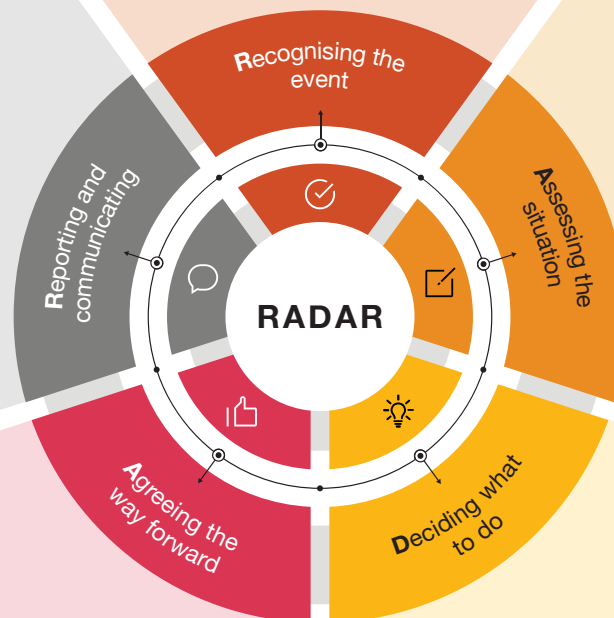 Recognising the
event
Assessing the
situation
Deciding what
to do
Agreeing the
way forward
Reporting and
communicating
RADAR